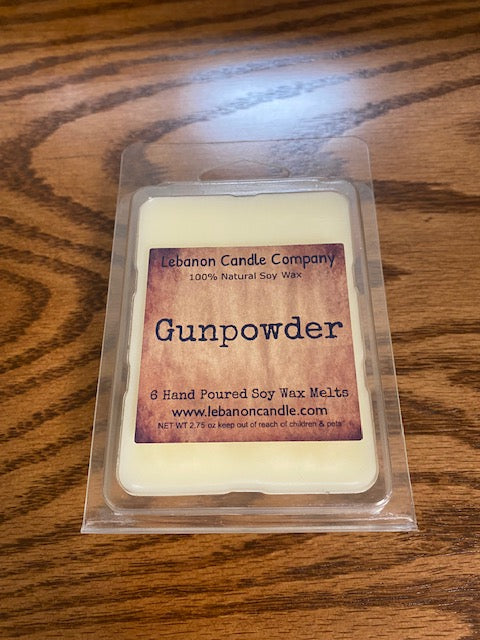 Lebanon Candle Company
100% Natural Soy Wax
Gunpowder
6 Hand Poured Soy Wax Melts
www.lebanoncandle.com
NET WT 2.75 oz keep out of reach of children & pets